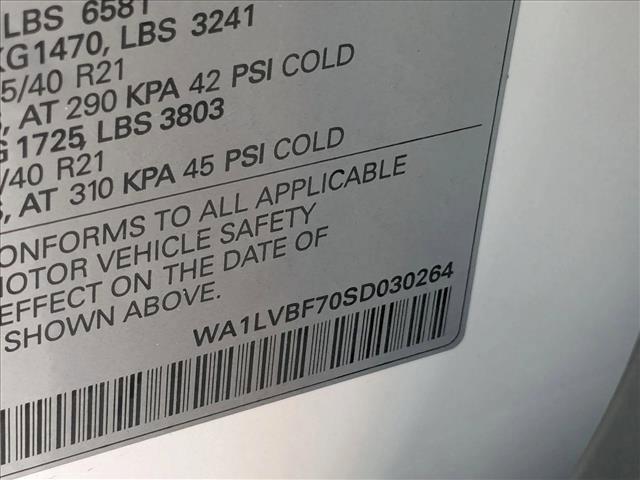 LBS 6581
KG1470, LBS 3241
5/40 R21
, AT 290 KPA 42 PSI COLD
G 1725, LBS 3803
/40 R21
, AT 310 KPA 45 PSI COLD
ONFORMS TO ALL APPLICABLE
MOTOR VEHICLE SAFETY
EFFECT ON THE DATE OF
SHOWN ABOVE.
WA1LVBF70SD030264